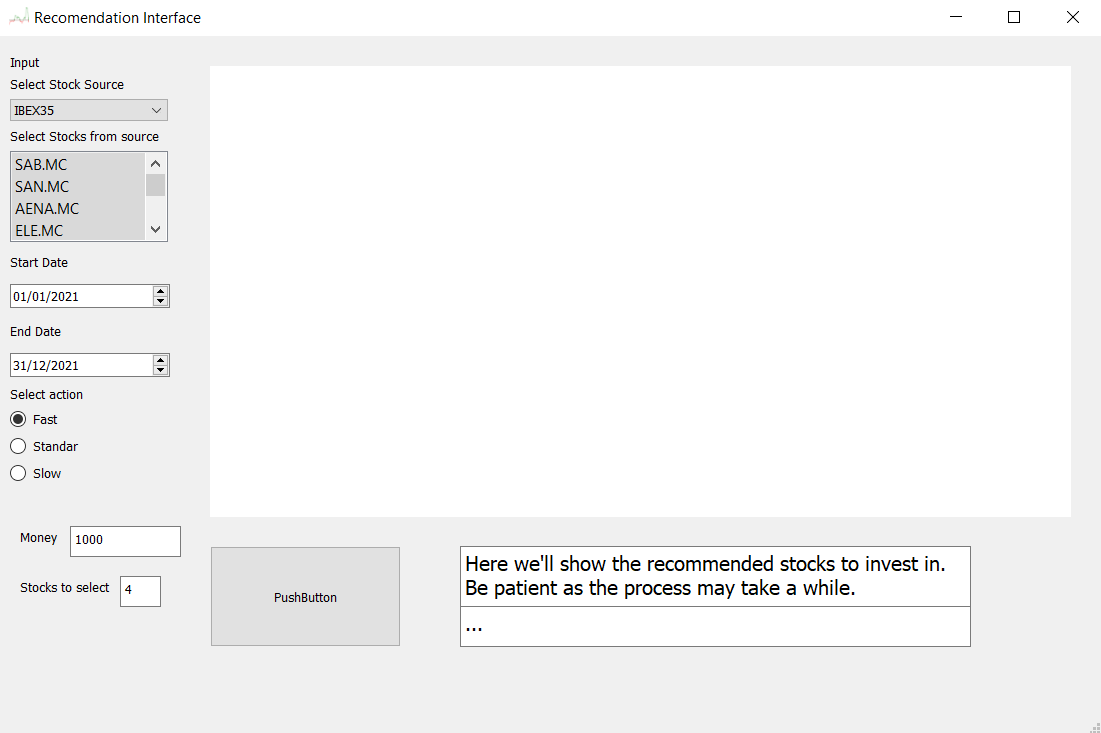 Recomendation Interface
Input
Select Stock Source
IBEX35
Select Stocks from source
SAB.MC
SAN.MC
AENA.MC
ELE.MC
Start Date
01/01/2021
End Date
31/12/2021
Select action
Fast
Standar
Slow
Money
1000
Stocks to select
4
PushButton
Here we'll show the recommended stocks to invest in.
Be patient as the process may take a while.
...